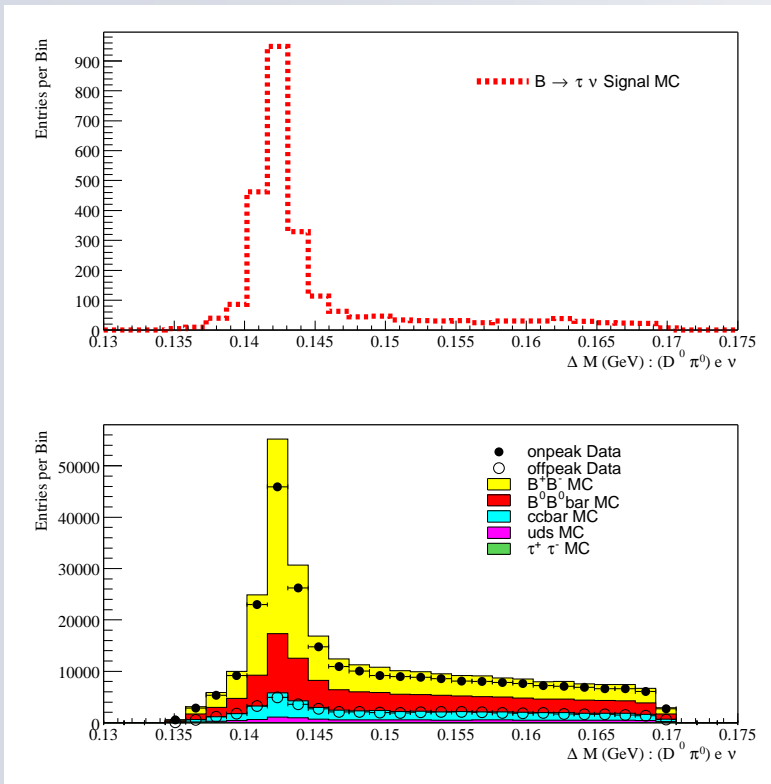 900
800
700
600
500
400
300
200
100
0
Entries per Bin
B → τ ν Signal MC
0.13 0.135 0.14 0.145 0.15 0.155 0.16 0.165 0.17 0.175
Δ M (GeV) : (D⁰ π⁰) e ν
50000
40000
30000
20000
10000
0
Entries per Bin
onpeak Data
offpeak Data
B⁺B⁻ MC
B⁰B⁰bar MC
ccbar MC
uds MC
τ⁺ τ⁻ MC
0.13 0.135 0.14 0.145 0.15 0.155 0.16 0.165 0.17 0.175
Δ M (GeV) : (D⁰ π⁰) e ν